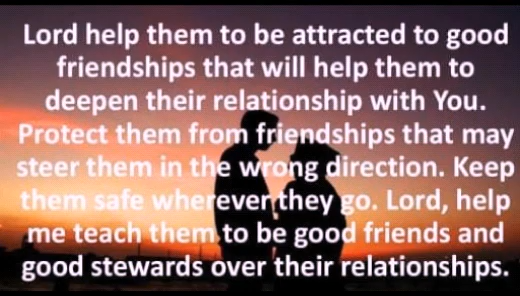 Lord help them to be attracted to good
friendships that will help them to
deepen their relationship with You.
Protect them from friendships that may
steer them in the wrong direction. Keep
them safe wherever they go. Lord, help
me teach them to be good friends and
good stewards over their relationships.